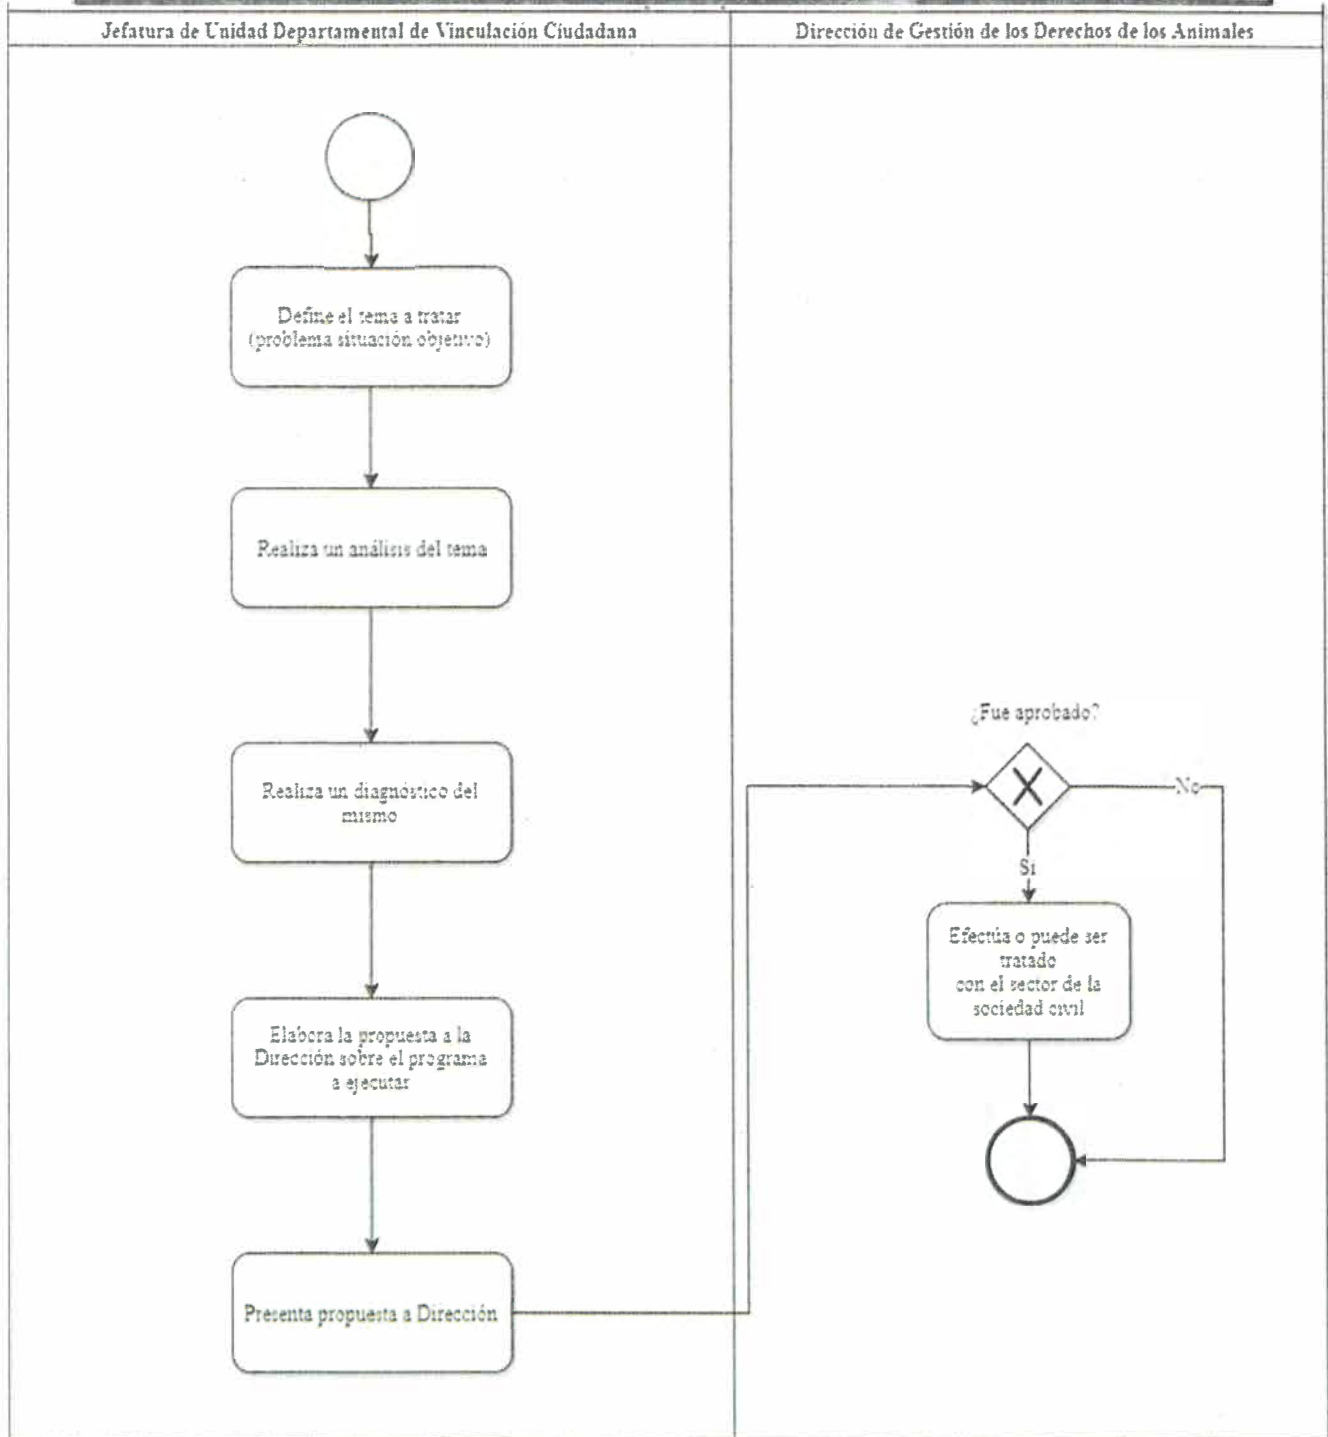 Jefatura de Unidad Departamental de Vinculación Ciudadana
Dirección de Gestión de los Derechos de los Animales
Define el tema a tratar
(problema situación objetivo)
Realiza un análisis del tema
Realiza un diagnóstico del
mismo
Elabora la propuesta a la
Dirección sobre el programa
a ejecutar
Presenta propuesta a Dirección
¿Fue aprobado?
No
Si
Efectúa o puede ser
tratado
con el sector de la
sociedad civil